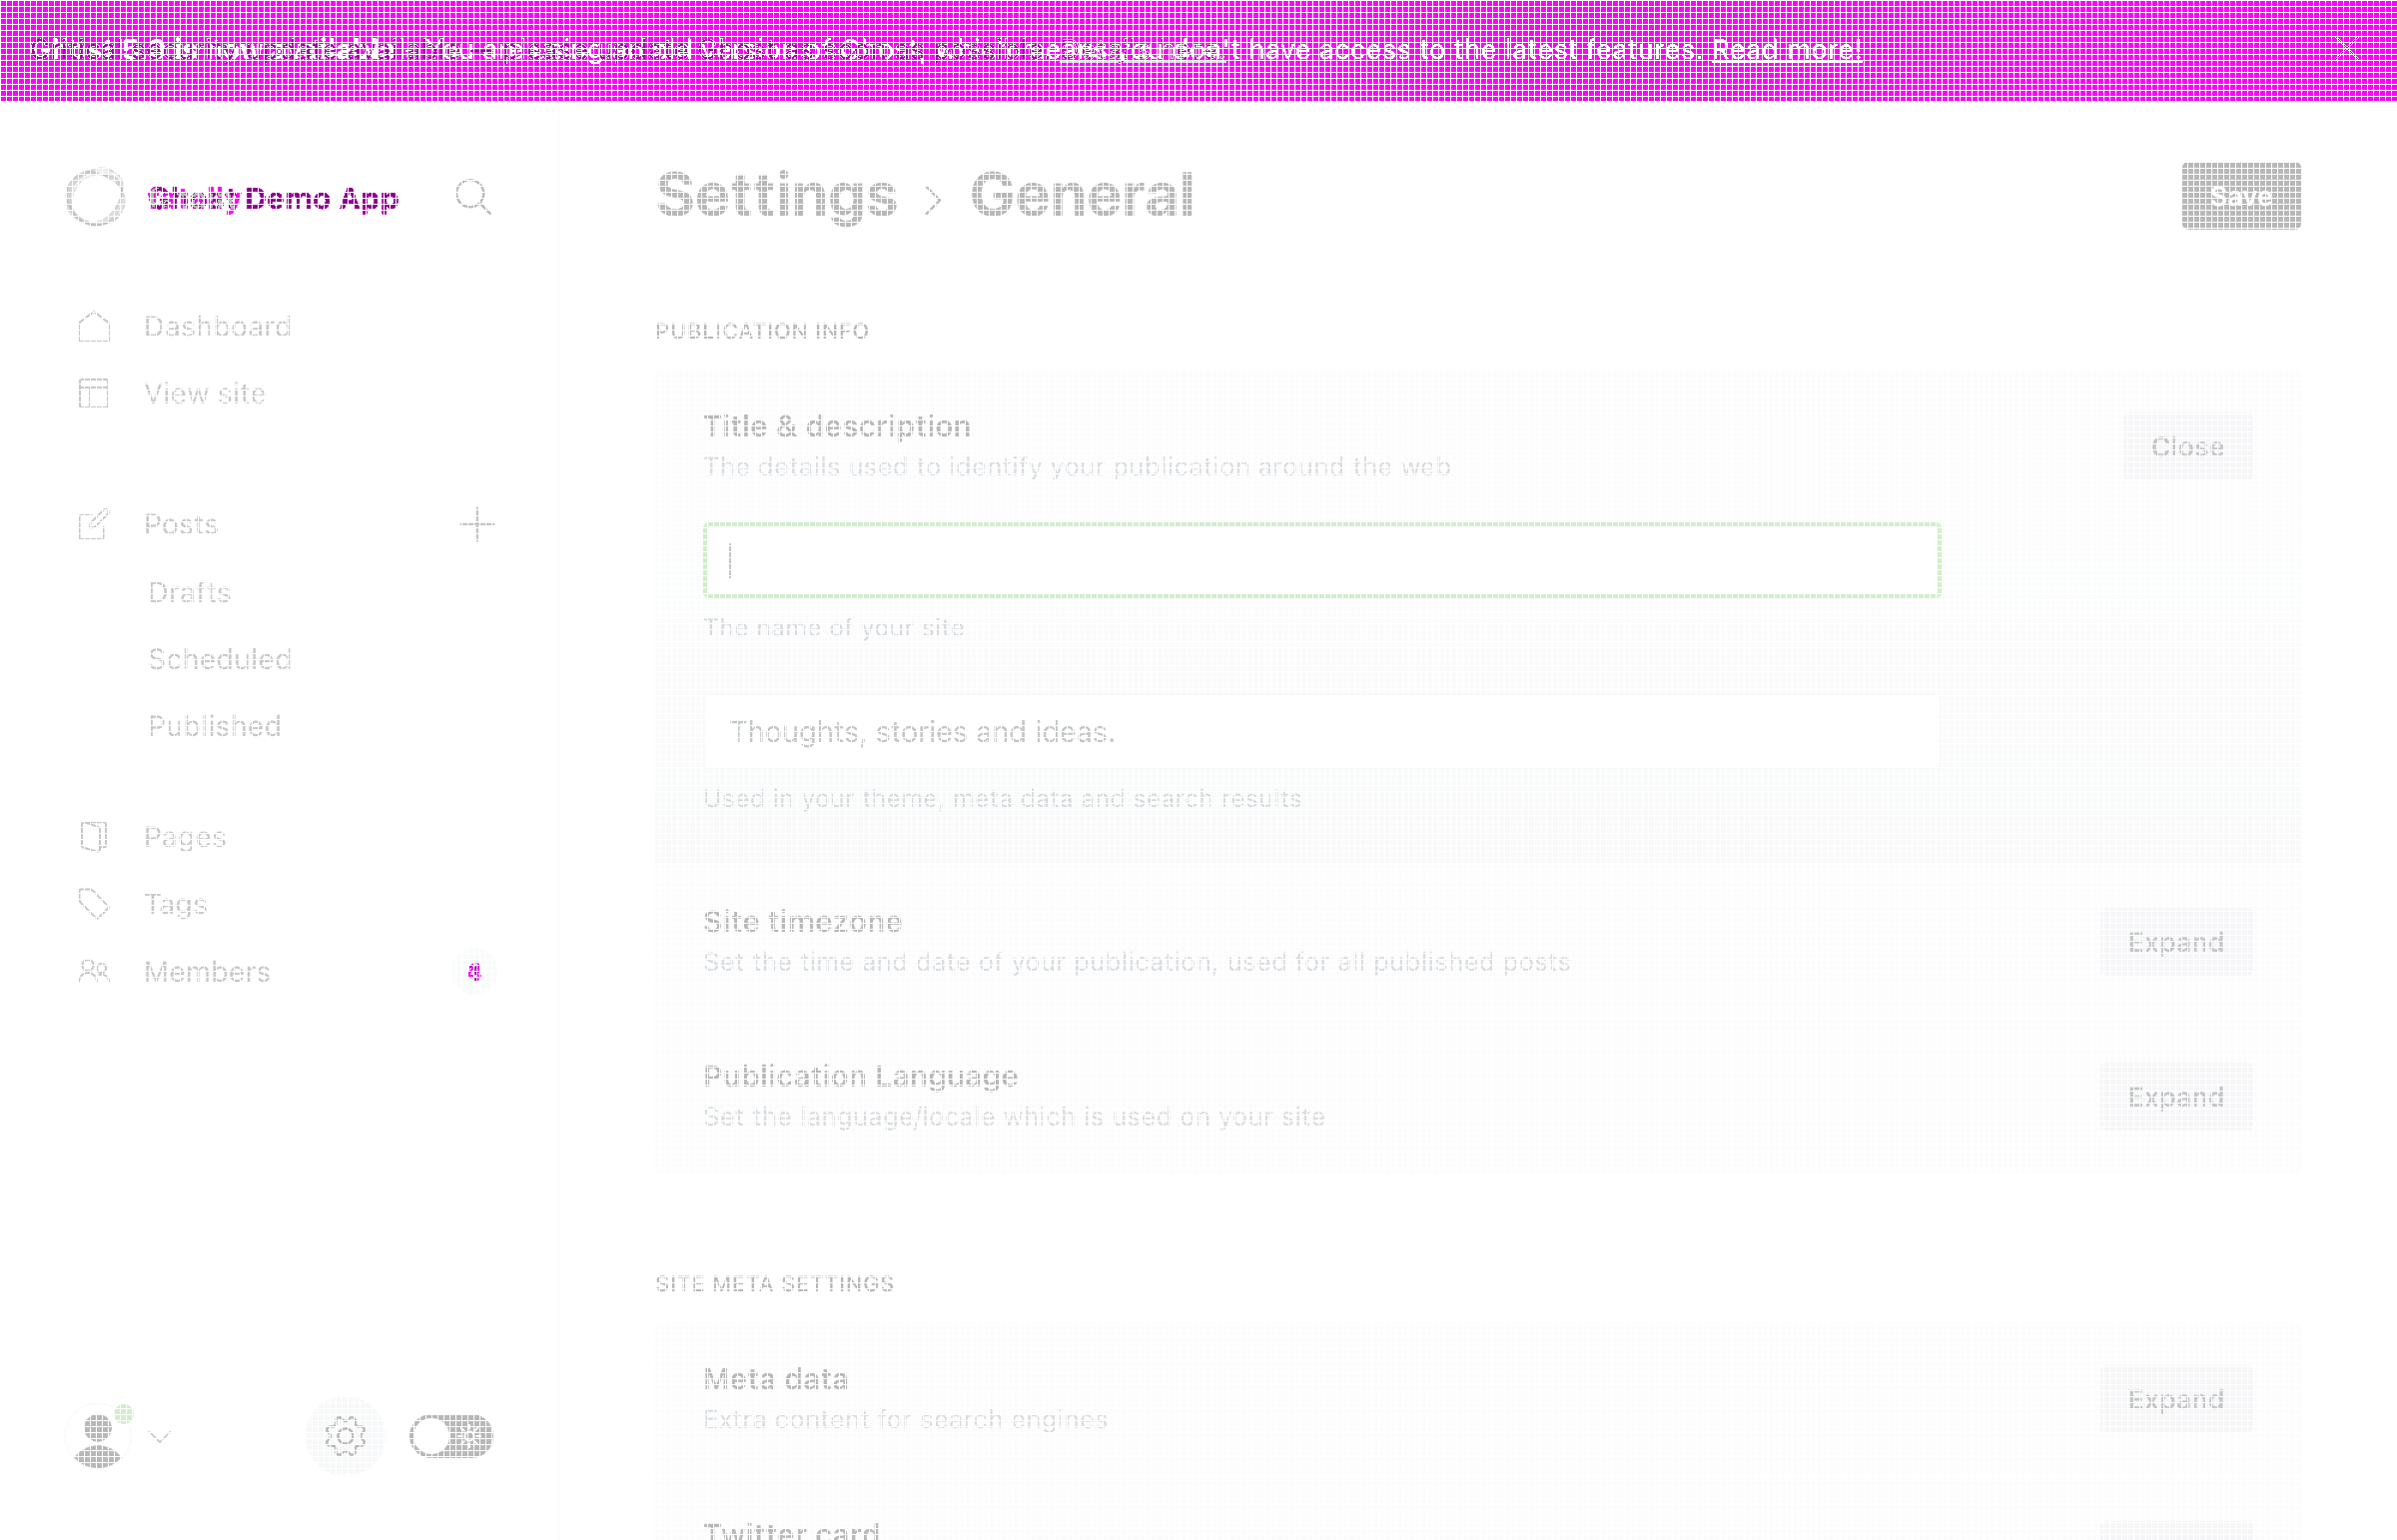 't have access to the latest features. Read more!
Demo App
Settings › General
Save
Dashboard
View site
Posts
Drafts
Scheduled
Published
Pages
Tags
Members
PUBLICATION INFO
Title & description
The details used to identify your publication around the web
Close
The name of your site
Thoughts, stories and ideas.
Used in your theme, meta data and search results
Site timezone
Set the time and date of your publication, used for all published posts
Expand
Publication Language
Set the language/locale which is used on your site
Expand
SITE META SETTINGS
Meta data
Extra content for search engines
Expand
Twitter card